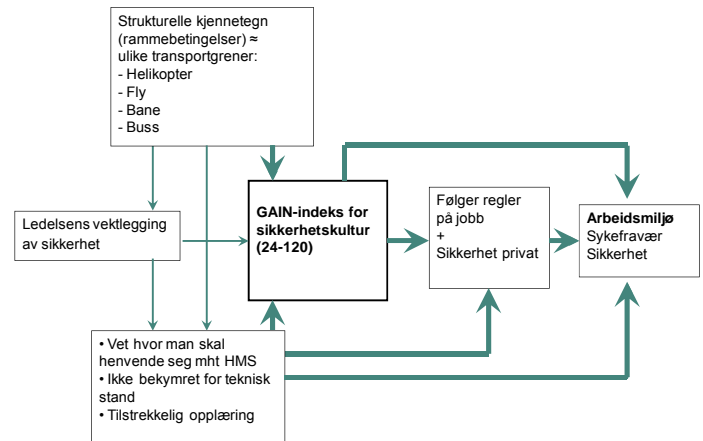 Strukturelle kjennetegn
(rammebetingelser) ≈
ulike transportgrener:
- Helikopter
- Fly
- Bane
- Buss
Ledelsens vektlegging
av sikkerhet
GAIN-indeks for
sikkerhetskultur
(24-120)
Følger regler
på jobb
+
Sikkerhet privat
Arbeidsmiljø
Sykefravær
Sikkerhet
• Vet hvor man skal
henvende seg mht HMS
• Ikke bekymret for teknisk
stand
• Tilstrekkelig opplæring